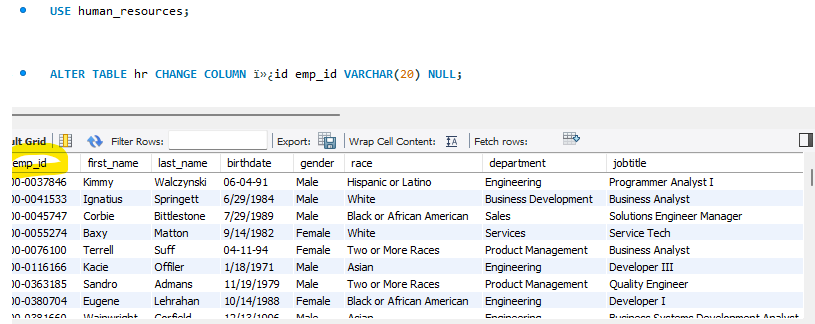 USE human_resources;
ALTER TABLE hr CHANGE COLUMN ï»¿id emp_id VARCHAR(20) NULL;
ult Grid Filter Rows: Export: Wrap Cell Content: Fetch rows:
emp_id first_name last_name birthdate gender race department jobtitle
00-0037846 Kimmy Walczynski 06-04-91 Male Hispanic or Latino Engineering Programmer Analyst I
00-0041533 Ignatius Springett 6/29/1984 Male White Business Development Business Analyst
00-0045747 Corbie Bittlestone 7/29/1989 Male Black or African American Sales Solutions Engineer Manager
00-0055274 Baxy Matton 9/14/1982 Female White Services Service Tech
00-0076100 Terrell Suff 04-11-94 Female Two or More Races Product Management Business Analyst
00-0116166 Kacie Offiler 1/18/1971 Male Asian Engineering Developer III
00-0363185 Sandro Admans 11/19/1979 Male Two or More Races Product Management Quality Engineer
00-0380704 Eugene Lehrahan 10/14/1988 Female Black or African American Engineering Developer I
00-0381660 Wainwright Corfield 12/13/1996 Male Asian Engineering Business Systems Development Analyst